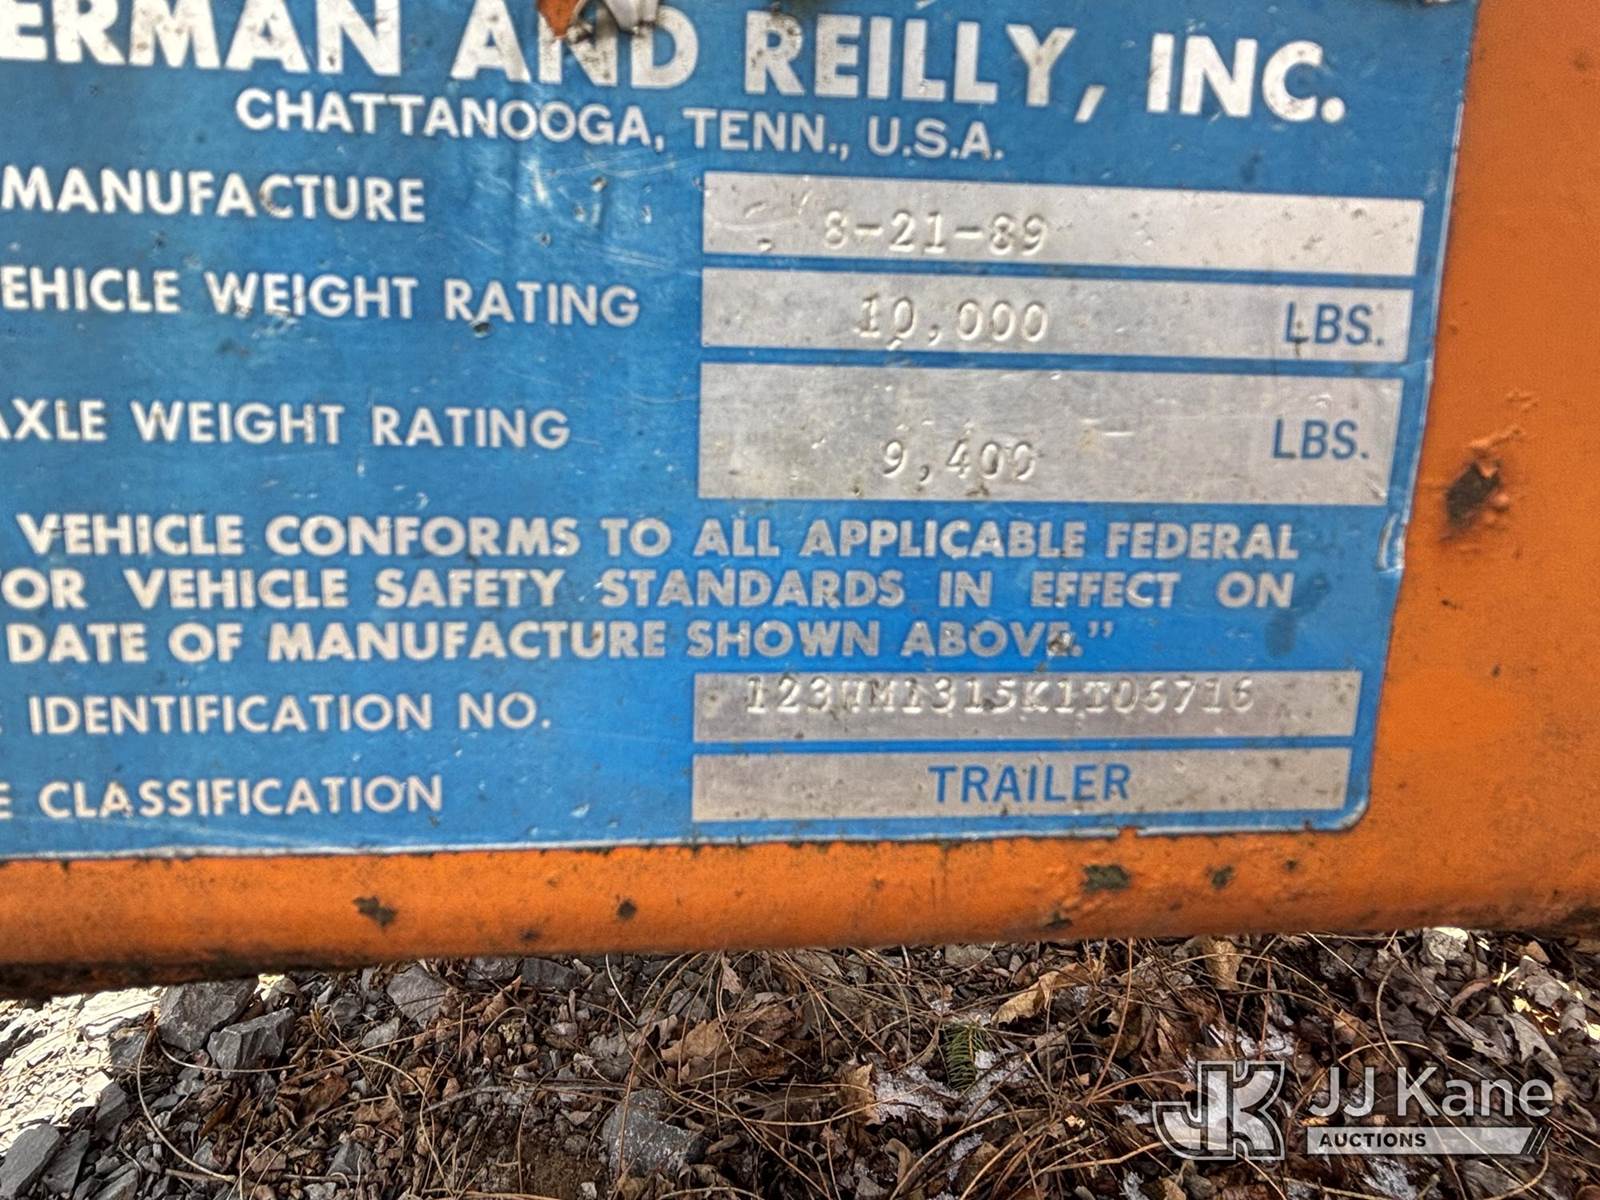 ERMAN AND REILLY, INC.
CHATTANOOGA, TENN., U.S.A.
MANUFACTURE 8-21-89
EHICLE WEIGHT RATING 10,000 LBS.
AXLE WEIGHT RATING 9,400 LBS.
VEHICLE CONFORMS TO ALL APPLICABLE FEDERAL
OR VEHICLE SAFETY STANDARDS IN EFFECT ON
DATE OF MANUFACTURE SHOWN ABOVE."
E IDENTIFICATION NO. 123WM1315K1T06716
E CLASSIFICATION TRAILER
JK JJ Kane
AUCTIONS